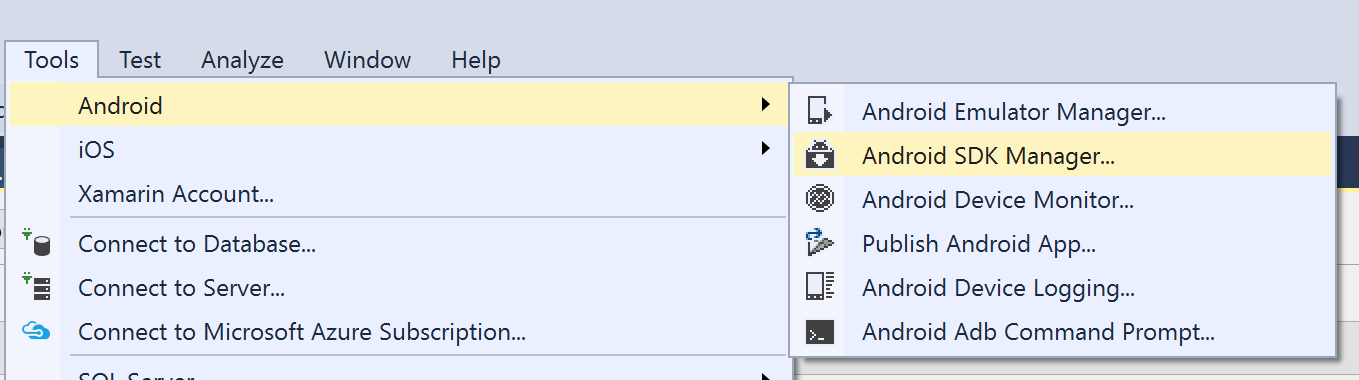 Tools Test Analyze Window Help
Android
iOS
Xamarin Account...
Connect to Database...
Connect to Server...
Connect to Microsoft Azure Subscription...
SQL Server
Android Emulator Manager...
Android SDK Manager...
Android Device Monitor...
Publish Android App...
Android Device Logging...
Android Adb Command Prompt...